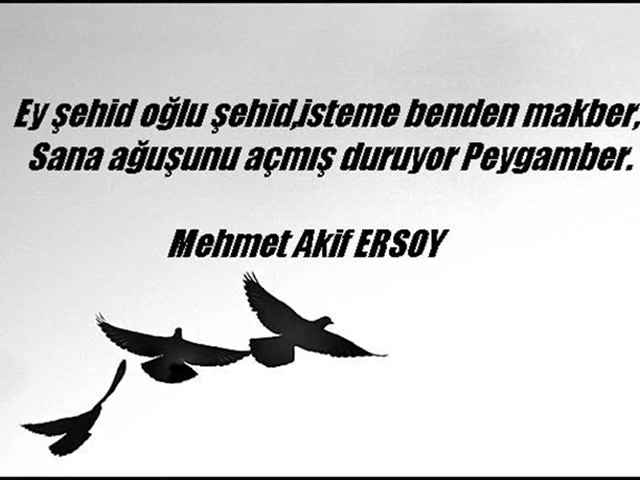 Ey şehid oğlu şehid,isteme benden makber,
Sana ağuşunu açmış duruyor Peygamber.
Mehmet Akif ERSOY